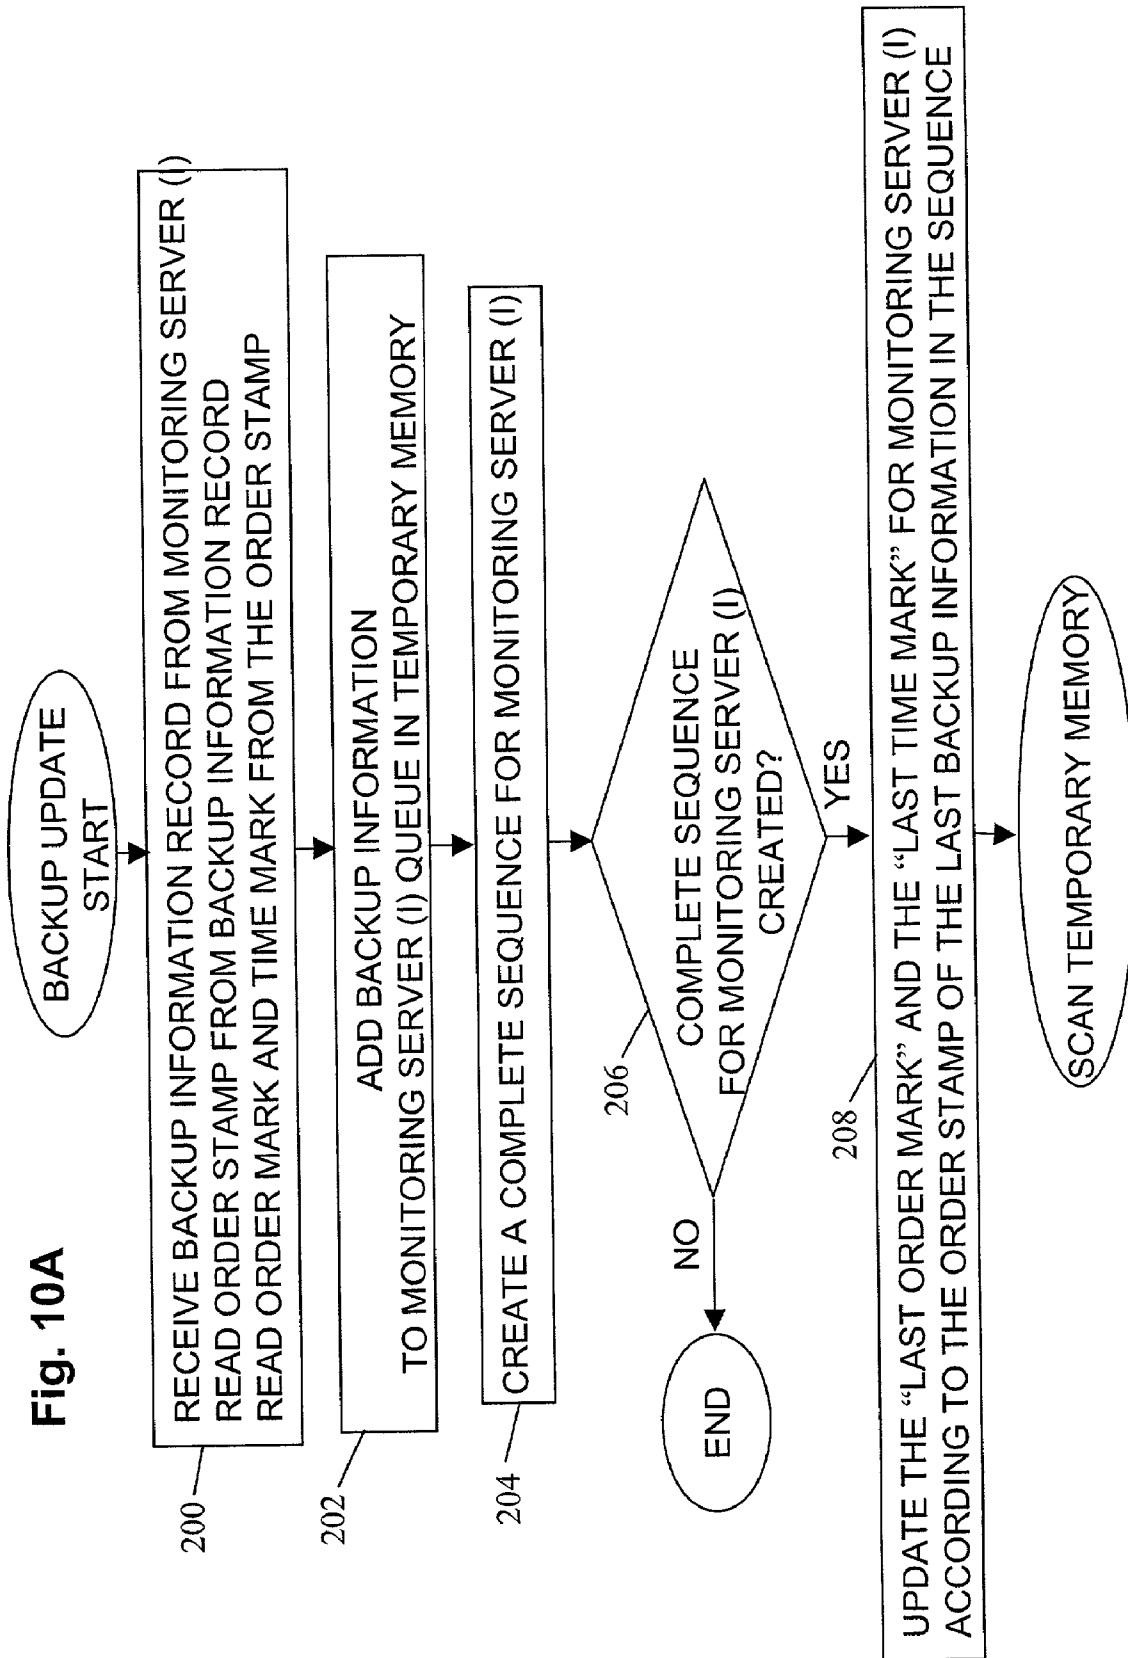 Fig. 10A
BACKUP UPDATE
START
200
RECEIVE BACKUP INFORMATION RECORD FROM MONITORING SERVER (I)
READ ORDER STAMP FROM BACKUP INFORMATION RECORD
READ ORDER MARK AND TIME MARK FROM THE ORDER STAMP
202
ADD BACKUP INFORMATION
TO MONITORING SERVER (I) QUEUE IN TEMPORARY MEMORY
204
CREATE A COMPLETE SEQUENCE FOR MONITORING SERVER (I)
206
COMPLETE SEQUENCE
FOR MONITORING SERVER (I)
CREATED?
NO
END
YES
208
UPDATE THE “LAST ORDER MARK” AND THE “LAST TIME MARK” FOR MONITORING SERVER (I)
ACCORDING TO THE ORDER STAMP OF THE LAST BACKUP INFORMATION IN THE SEQUENCE
SCAN TEMPORARY MEMORY